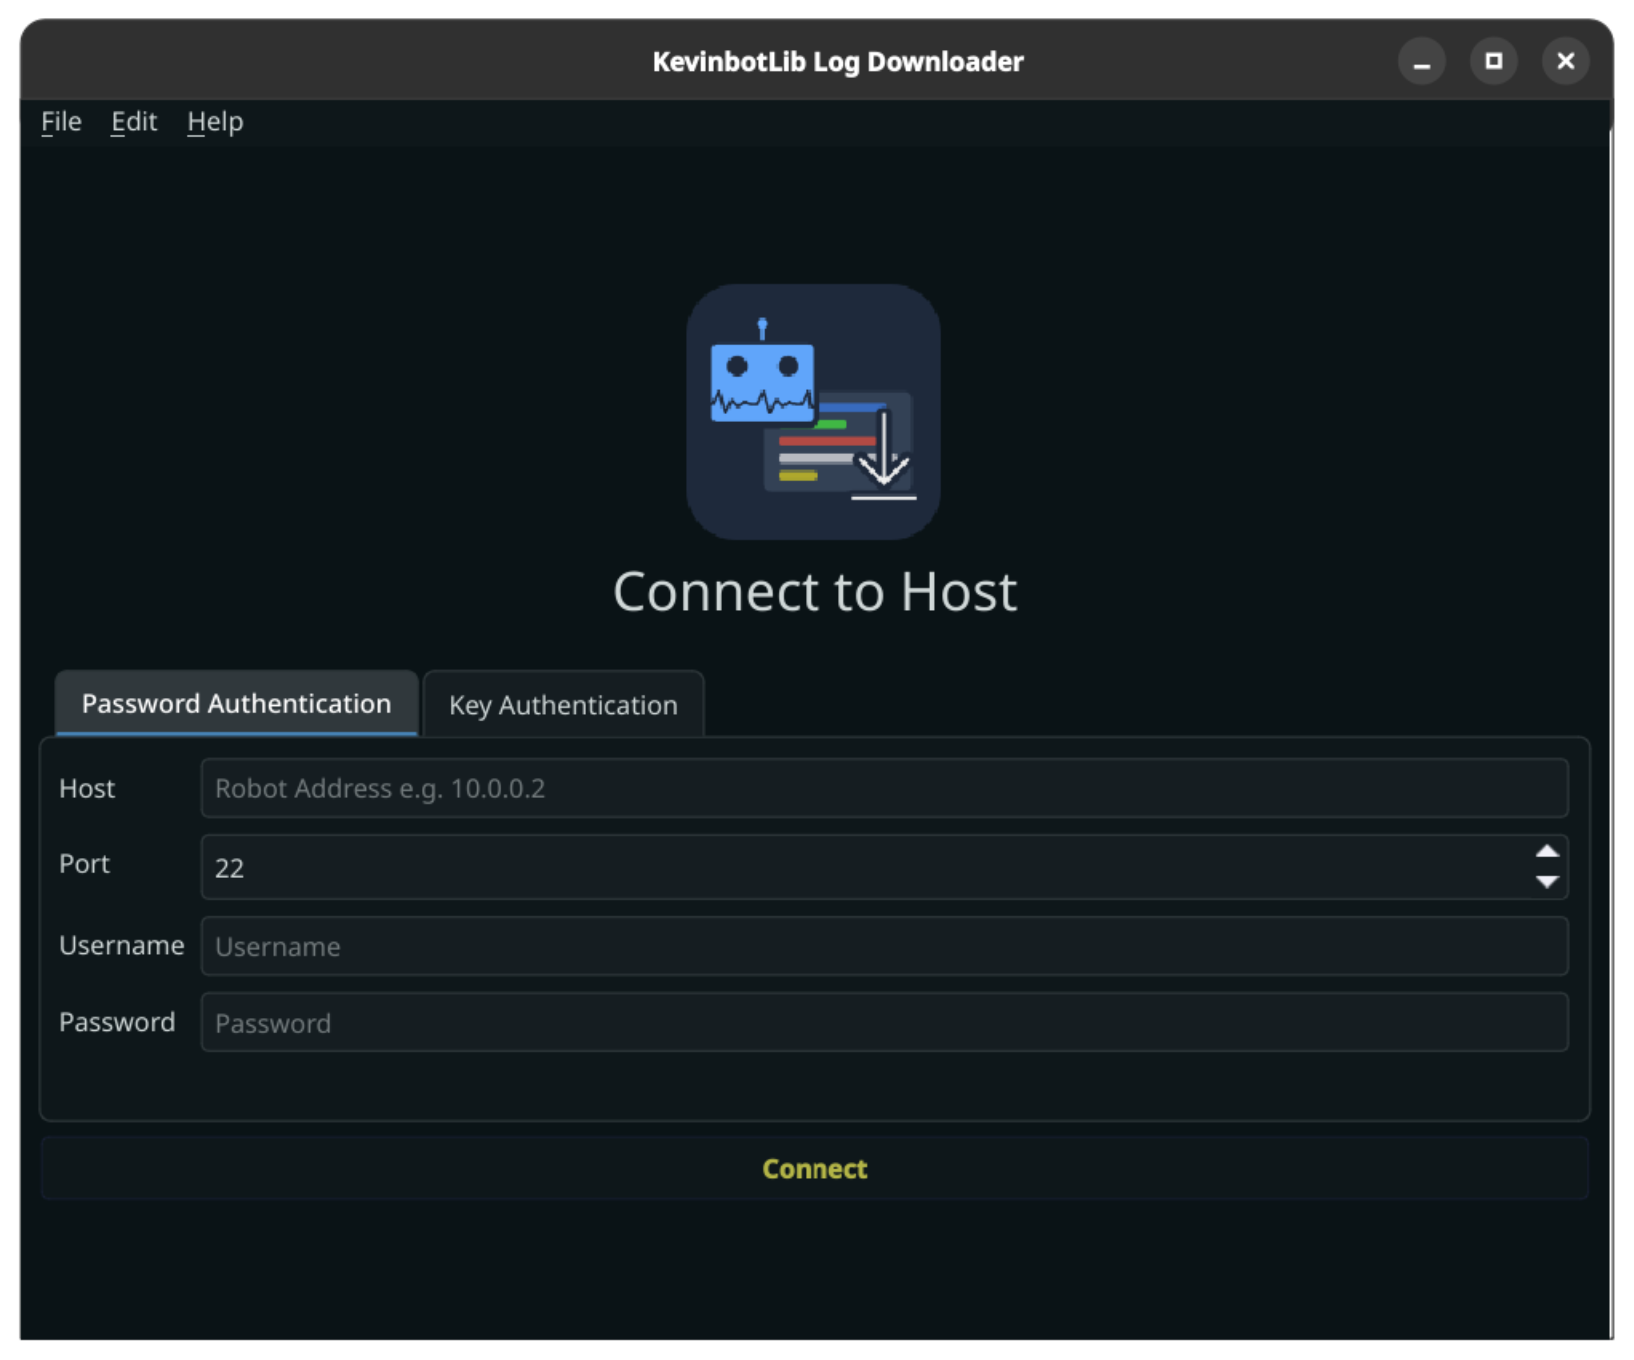 KevinbotLib Log Downloader
File Edit Help
Connect to Host
Password Authentication Key Authentication
Host Robot Address e.g. 10.0.0.2
Port 22
Username Username
Password Password
Connect